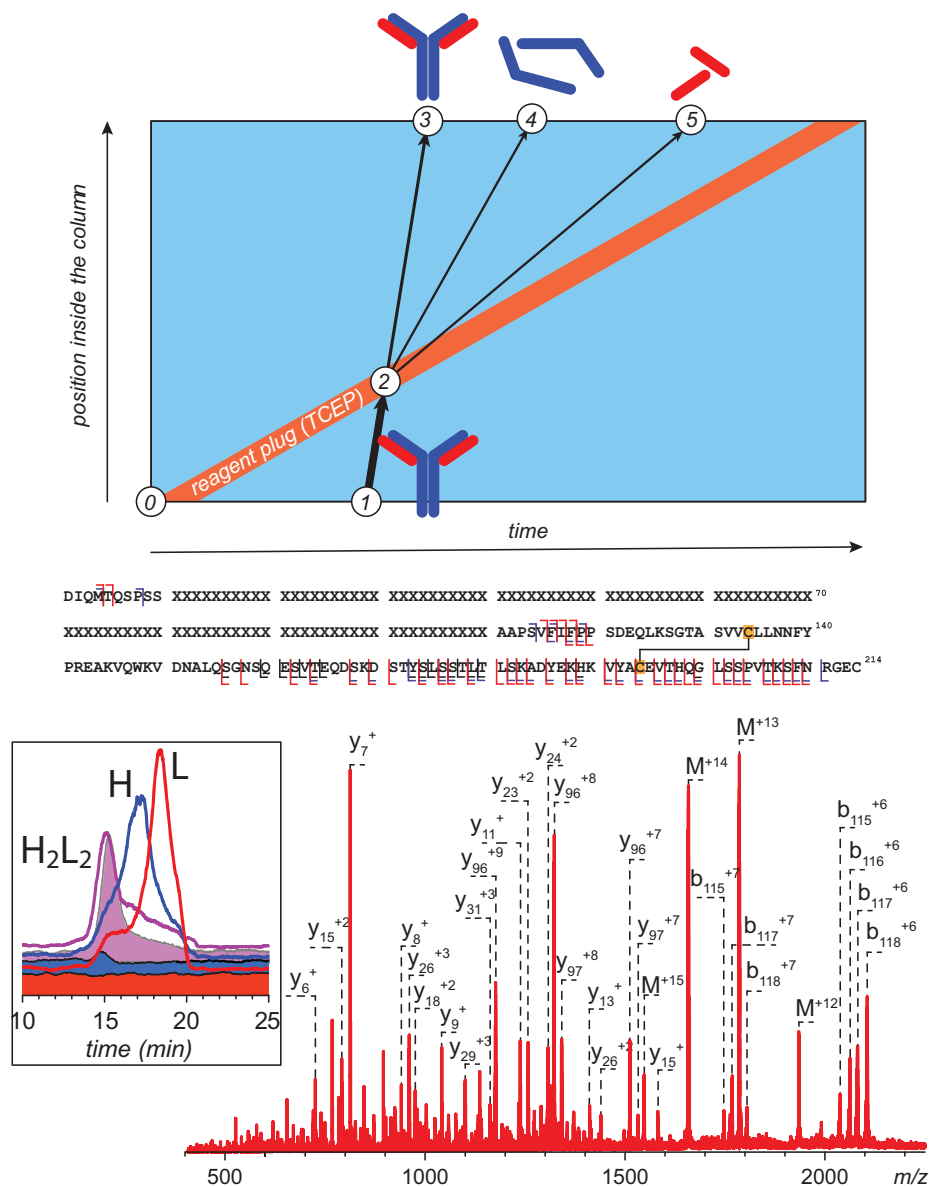 3
4
5
position inside the column
2
reagent plug (TCEP)
0
1
time
DIQMTQSPSS XXXXXXXXXX XXXXXXXXXX XXXXXXXXXX XXXXXXXXXX XXXXXXXXXX XXXXXXXXXX 70
XXXXXXXXXX XXXXXXXXXX XXXXXXXXXX XXXXXXXXXX AAPSVFIFPP SDEQLKSGTA SVVCLLNNFY 140
PREAKVQWKV DNALQSGNSQ ESVTEQDSKD STYSLSSTLT LSKADYEKHK VYACEVTHQG LSSPVTKSFN RGEC 214
H₂L₂
H
L
10 15 20 25
time (min)
y₆⁺
y₁₅⁺²
y₇⁺
y₈⁺
y₂₆⁺³
y₁₈⁺²
y₉⁺
y₂₉⁺³
y₃₁⁺³
y₉₆⁺⁹
y₁₁⁺
y₂₃⁺²
y₂₄⁺²
y₉₆⁺⁸
y₉₇⁺⁸
y₁₃⁺
y₂₆⁺²
y₉₆⁺⁷
y₉₇⁺⁷
M⁺¹⁵
y₁₅⁺
M⁺¹⁴
b₁₁₅⁺⁷
b₁₁₇⁺⁷
M⁺¹³
b₁₁₈⁺⁷
M⁺¹²
b₁₁₅⁺⁶
b₁₁₆⁺⁶
b₁₁₇⁺⁶
b₁₁₈⁺⁶
500 1000 1500 2000 m/z